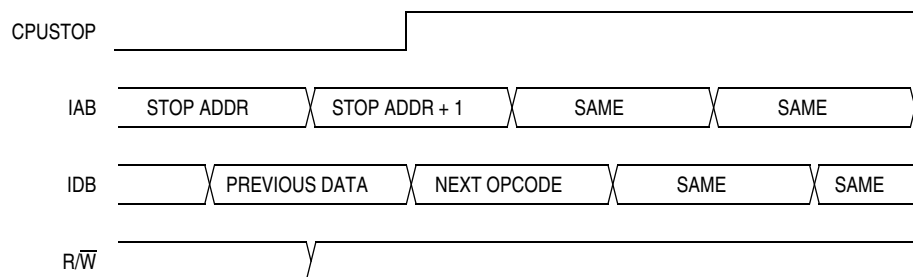 CPUSTOP
IAB STOP ADDR STOP ADDR + 1 SAME SAME
IDB PREVIOUS DATA NEXT OPCODE SAME SAME
R/W̅